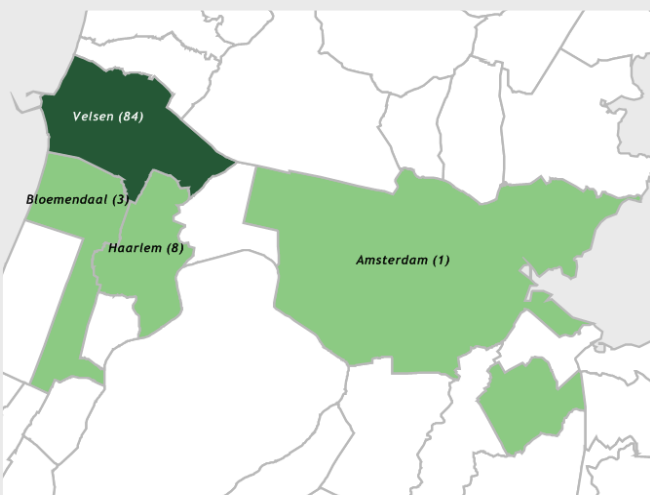 Velsen (84)
Bloemendaal (3)
Haarlem (8)
Amsterdam (1)